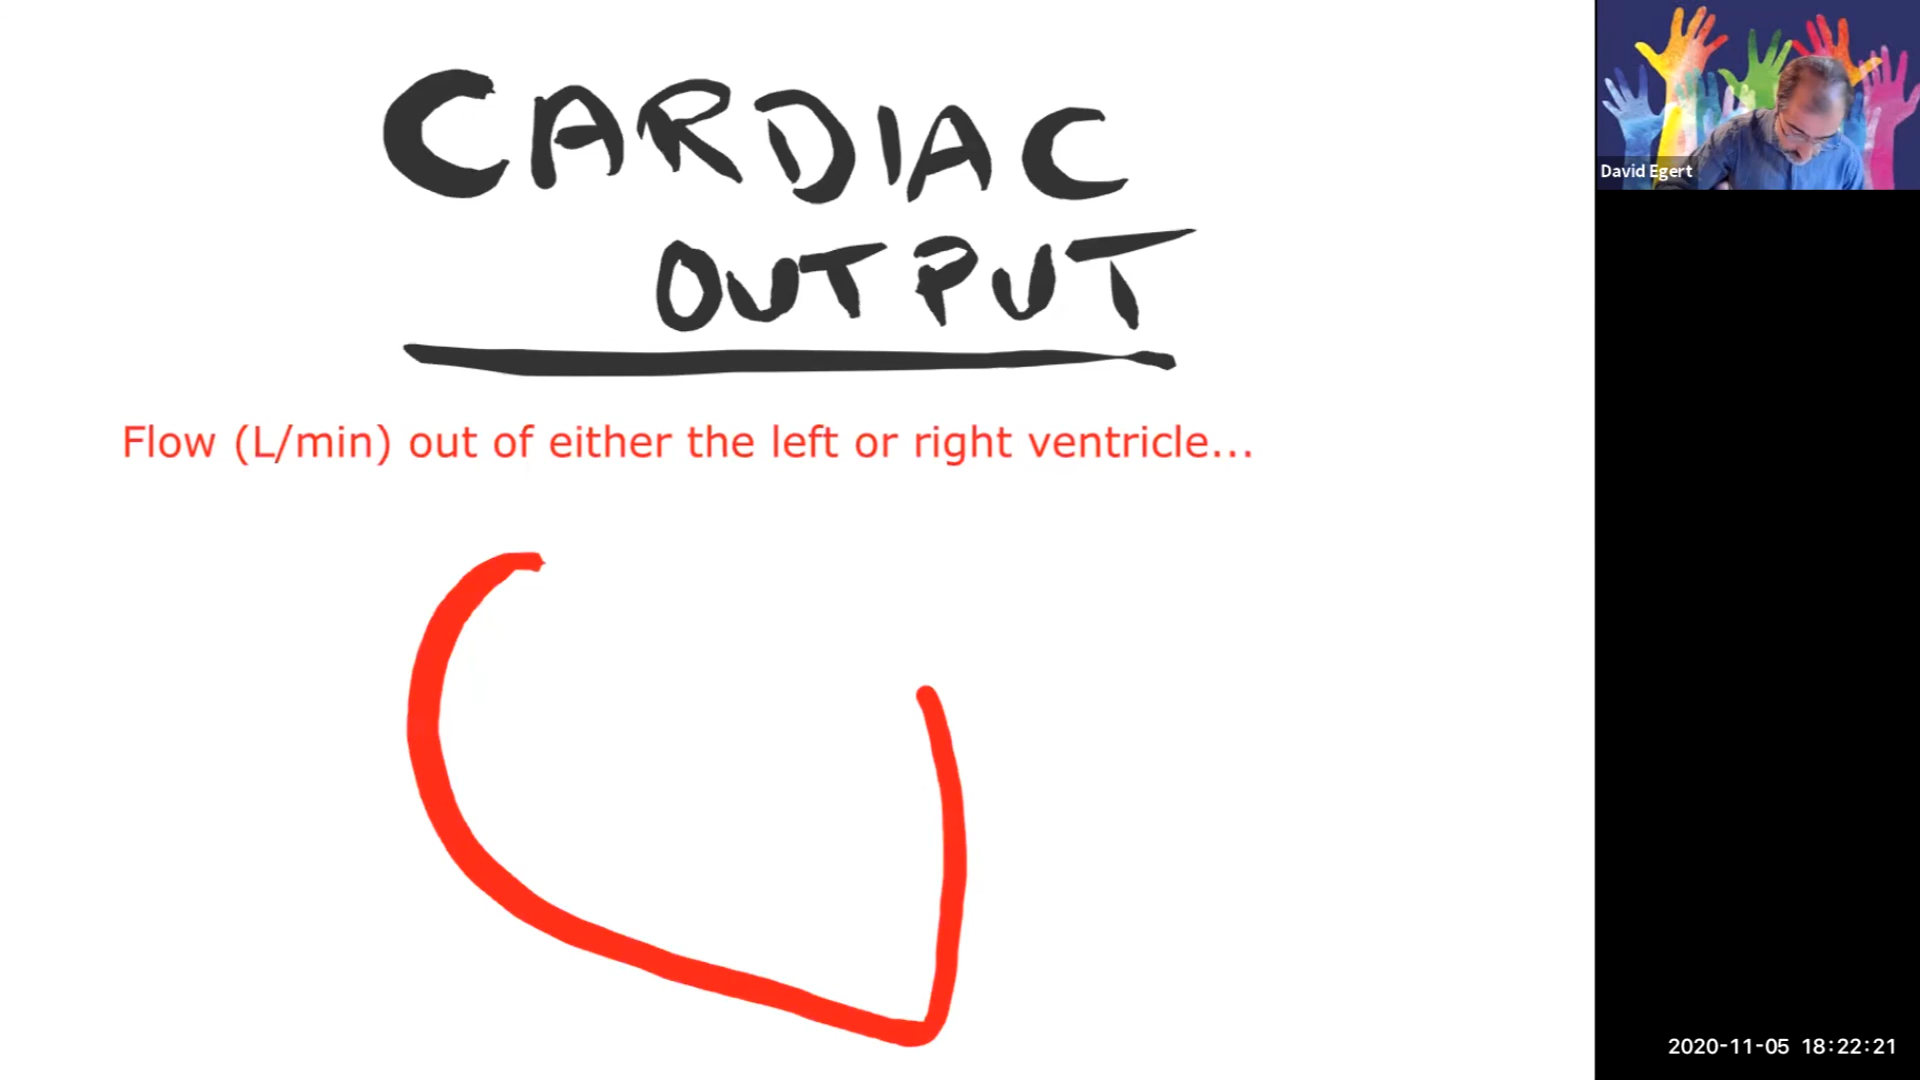 CARDIAC
OUTPUT
Flow (L/min) out of either the left or right ventricle...
David Egert
2020-11-05 18:22:21